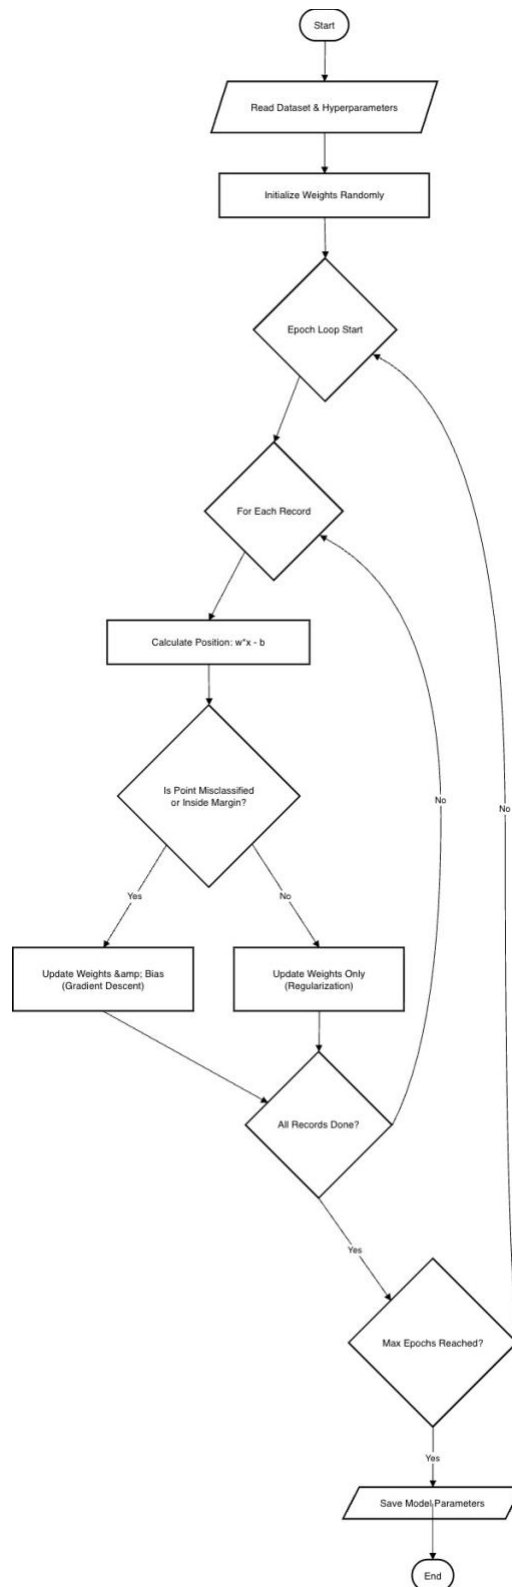 Start
Read Dataset & Hyperparameters
Initialize Weights Randomly
Epoch Loop Start
For Each Record
Calculate Position: w*x - b
Is Point Misclassified
or Inside Margin?
No
No
Yes
No
Update Weights &amp; Bias
(Gradient Descent)
Update Weights Only
(Regularization)
All Records Done?
Yes
Max Epochs Reached?
Yes
Save Model Parameters
End